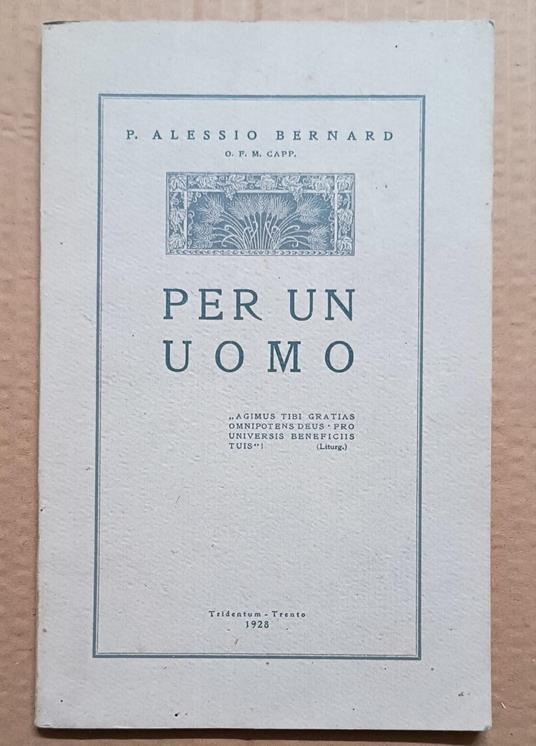 P. ALESSIO BERNARD
O. F. M. CAPP.
PER UN
UOMO
„AGIMUS TIBI GRATIAS
OMNIPOTENS DEUS · PRO
UNIVERSIS BENEFICIIS
TUIS“! (Liturg.)
Tridentum - Trento
1928